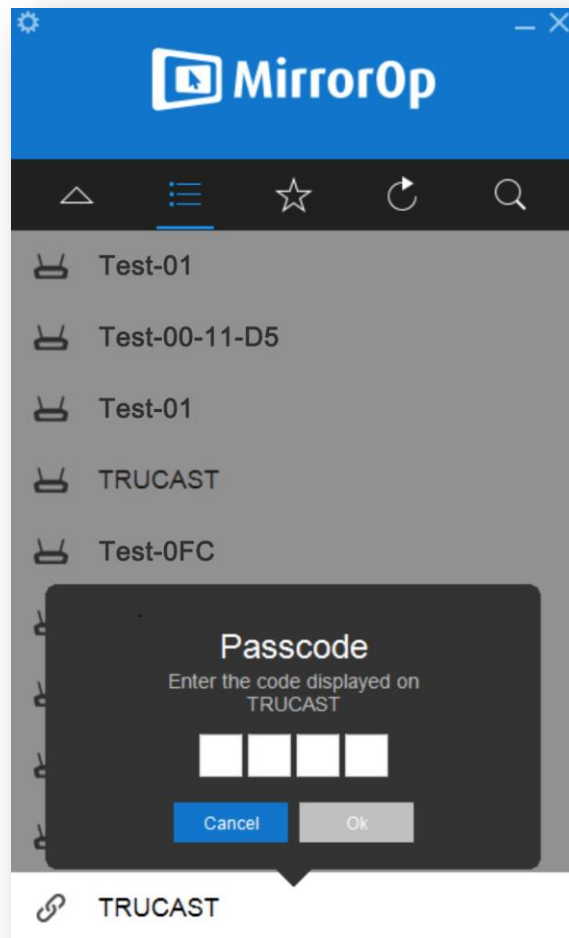 MirrorOp
Test-01
Test-00-11-D5
Test-01
TRUCAST
Test-0FC
Passcode
Enter the code displayed on
TRUCAST
Cancel
Ok
TRUCAST